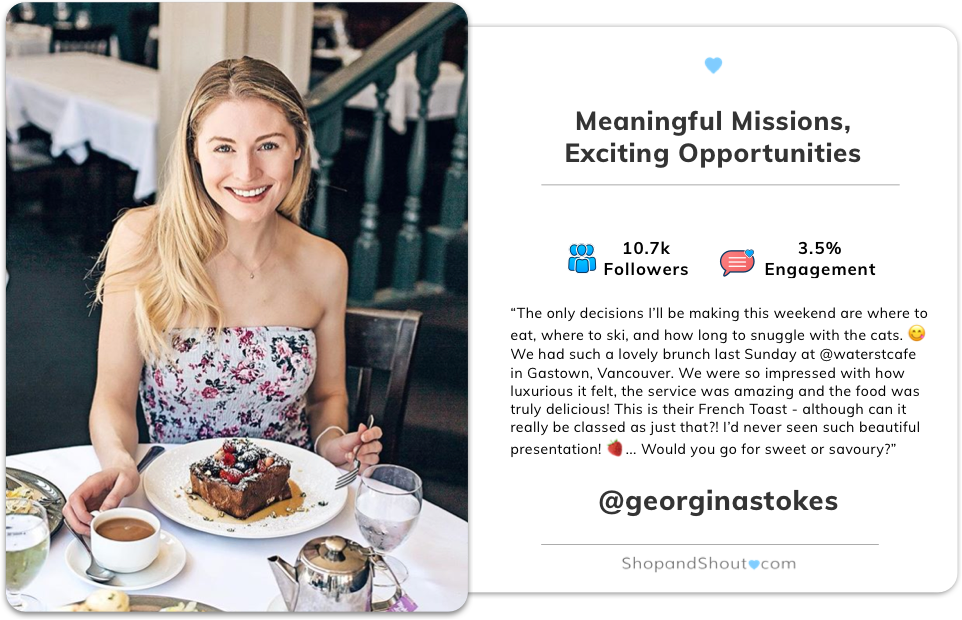 Meaningful Missions,
Exciting Opportunities
10.7k
Followers
3.5%
Engagement
“The only decisions I’ll be making this weekend are where to
eat, where to ski, and how long to snuggle with the cats. 😊
We had such a lovely brunch last Sunday at @waterstcafe
in Gastown, Vancouver. We were so impressed with how
luxurious it felt, the service was amazing and the food was
truly delicious! This is their French Toast - although can it
really be classed as just that?! I’d never seen such beautiful
presentation! 🍓... Would you go for sweet or savoury?”
@georginastokes
ShopandShout💙com